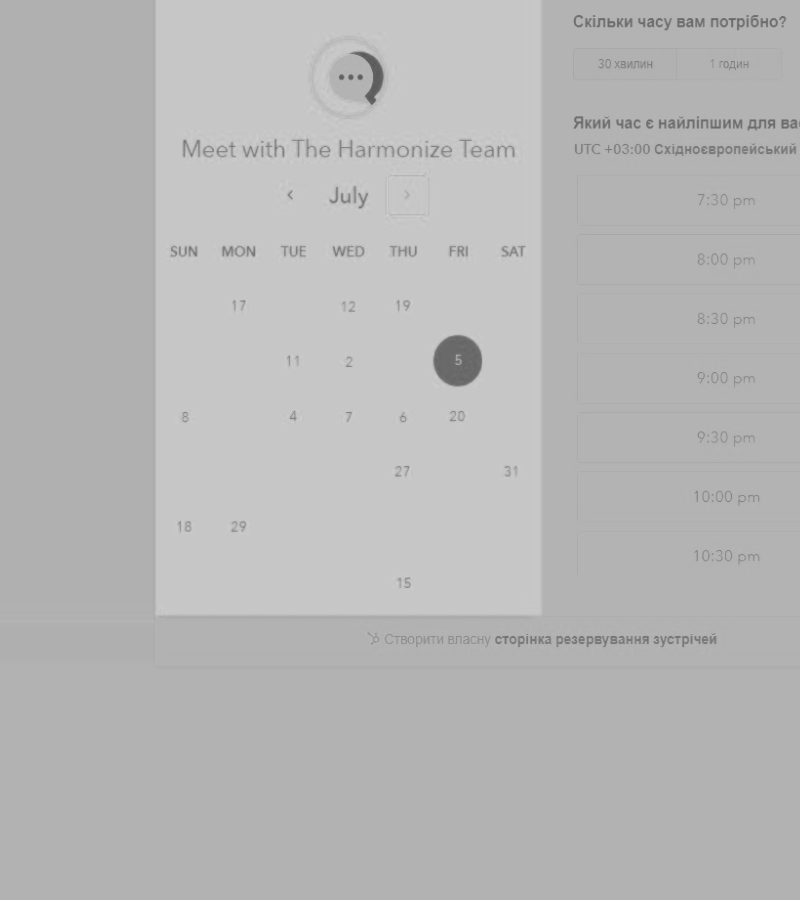 Meet with The Harmonize Team
July
SUN MON TUE WED THU FRI SAT
17 12 19
11 2 5
8 4 7 6 20
27 31
18 29
15
Скільки часу вам потрібно?
30 хвилин 1 годин
Який час є найліпшим для
UTC +03:00 Східноєвропейський
7:30 pm
8:00 pm
8:30 pm
9:00 pm
9:30 pm
10:00 pm
10:30 pm
Створити власну сторінка резервування зустрічей